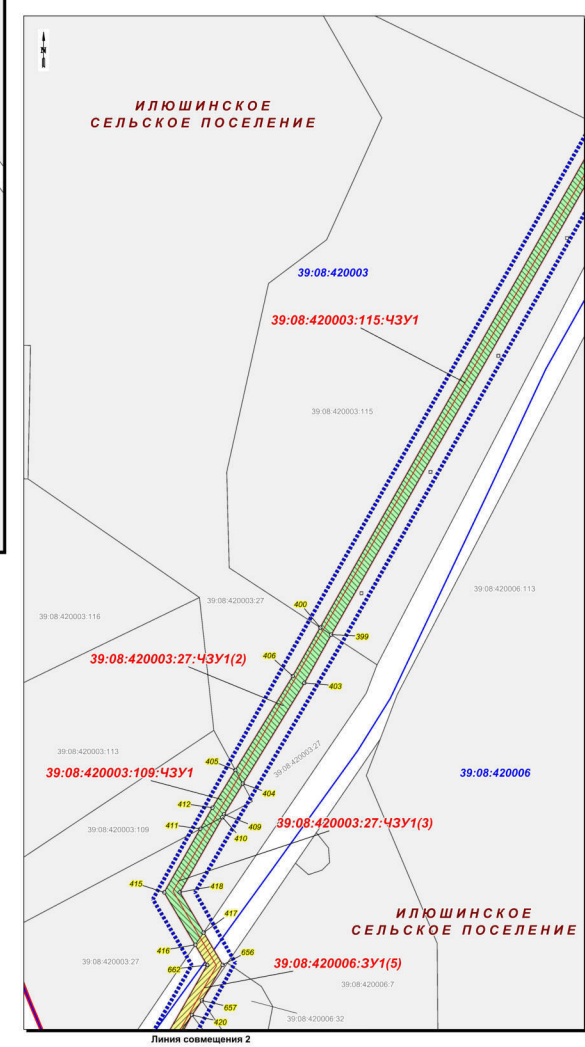 N
ИЛЮШИНСКОЕ
СЕЛЬСКОЕ ПОСЕЛЕНИЕ
39:08:420003
39:08:420003:115:ЧЗУ1
39:08:420003:115
39:08:420006:113
39:08:420003:27
400
39:08:420003:116
399
406
39:08:420003:27:ЧЗУ1(2)
403
39:08:420003:113
39:08:420003:27
405
39:08:420003:109:ЧЗУ1
39:08:420006
404
412
409
39:08:420003:27:ЧЗУ1(3)
411
39:08:420003:109
410
415
418
ИЛЮШИНСКОЕ
СЕЛЬСКОЕ ПОСЕЛЕНИЕ
417
416
656
39:08:420003:27
662
39:08:420006:ЗУ1(5)
39:08:420006:7
657
39:08:420006:32
420
Линия совмещения 2